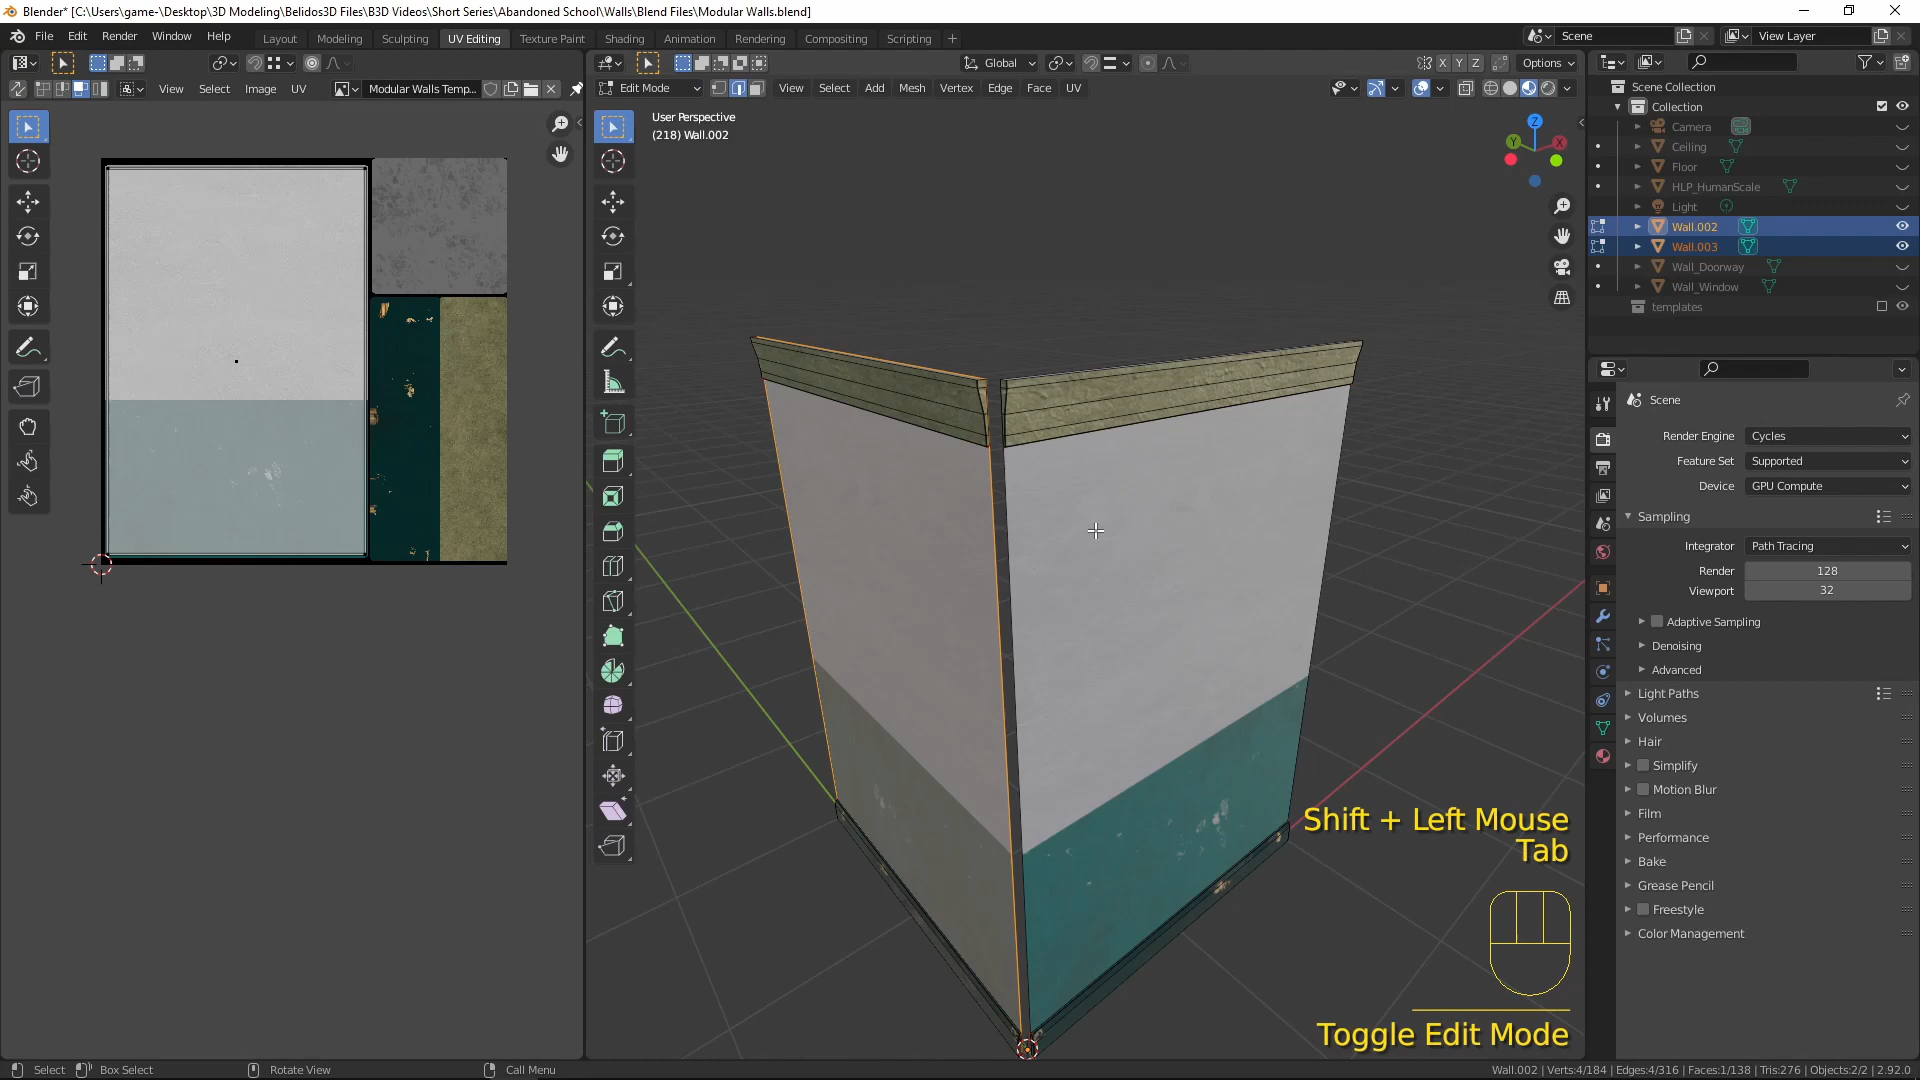 Blender* [C:\Users\game-\Desktop\3D Modeling\Belidos3D Files\B3D Videos\Short Series\Abandoned School\Walls\Blend Files\Modular Walls.blend]
File Edit Render Window Help
Layout Modeling Sculpting UV Editing Texture Paint Shading Animation Rendering Compositing Scripting +
Scene
View Layer
Global
X Y Z
Options
View Select Image UV
Modular Walls Temp...
Edit Mode
View Select Add Mesh Vertex Edge Face UV
User Perspective
(218) Wall.002
Z
Y
X
Scene Collection
Collection
Camera
Ceiling
Floor
HLP_HumanScale
Light
Wall.002
Wall.003
Wall_Doorway
Wall_Window
templates
Scene
Render Engine Cycles
Feature Set Supported
Device GPU Compute
Sampling
Integrator Path Tracing
Render 128
Viewport 32
Adaptive Sampling
Denoising
Advanced
Light Paths
Volumes
Hair
Simplify
Motion Blur
Film
Performance
Bake
Grease Pencil
Freestyle
Color Management
Shift + Left Mouse
Tab
Toggle Edit Mode
Select Box Select Rotate View Call Menu
Wall.002 | Verts:4/184 | Edges:4/316 | Faces:1/138 | Tris:276 | Objects:2/2 | 2.92.0